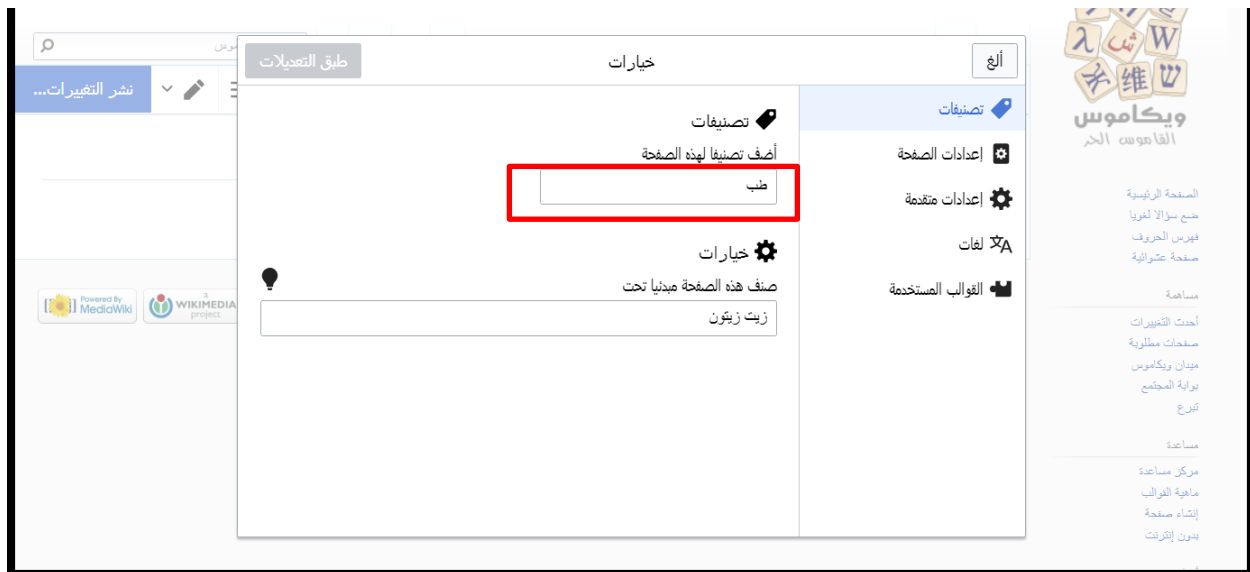 ألغ
خيارات
طبق التعديلات
تصنيفات
إعدادات الصفحة
إعدادات متقدمة
لغات
القوالب المستخدمة
تصنيفات
أضف تصنيفا لهذه الصفحة
طب
خيارات
صنف هذه الصفحة مبدئيا تحت
زيت زيتون
ويكاموس
القاموس الحر
الصفحة الرئيسية
ضع سؤالا لغويا
فهرس الحروف
صفحة عشوائية
مساهمة
أحدث التغييرات
صفحات مطلوبة
ميدان ويكاموس
بوابة المجتمع
تبرع
مساعدة
مركز مساعدة
ماهية القوالب
إنشاء صفحة
بدون إنترنت
نشر التغييرات...
Powered By
MediaWiki
WIKIMEDIA
project